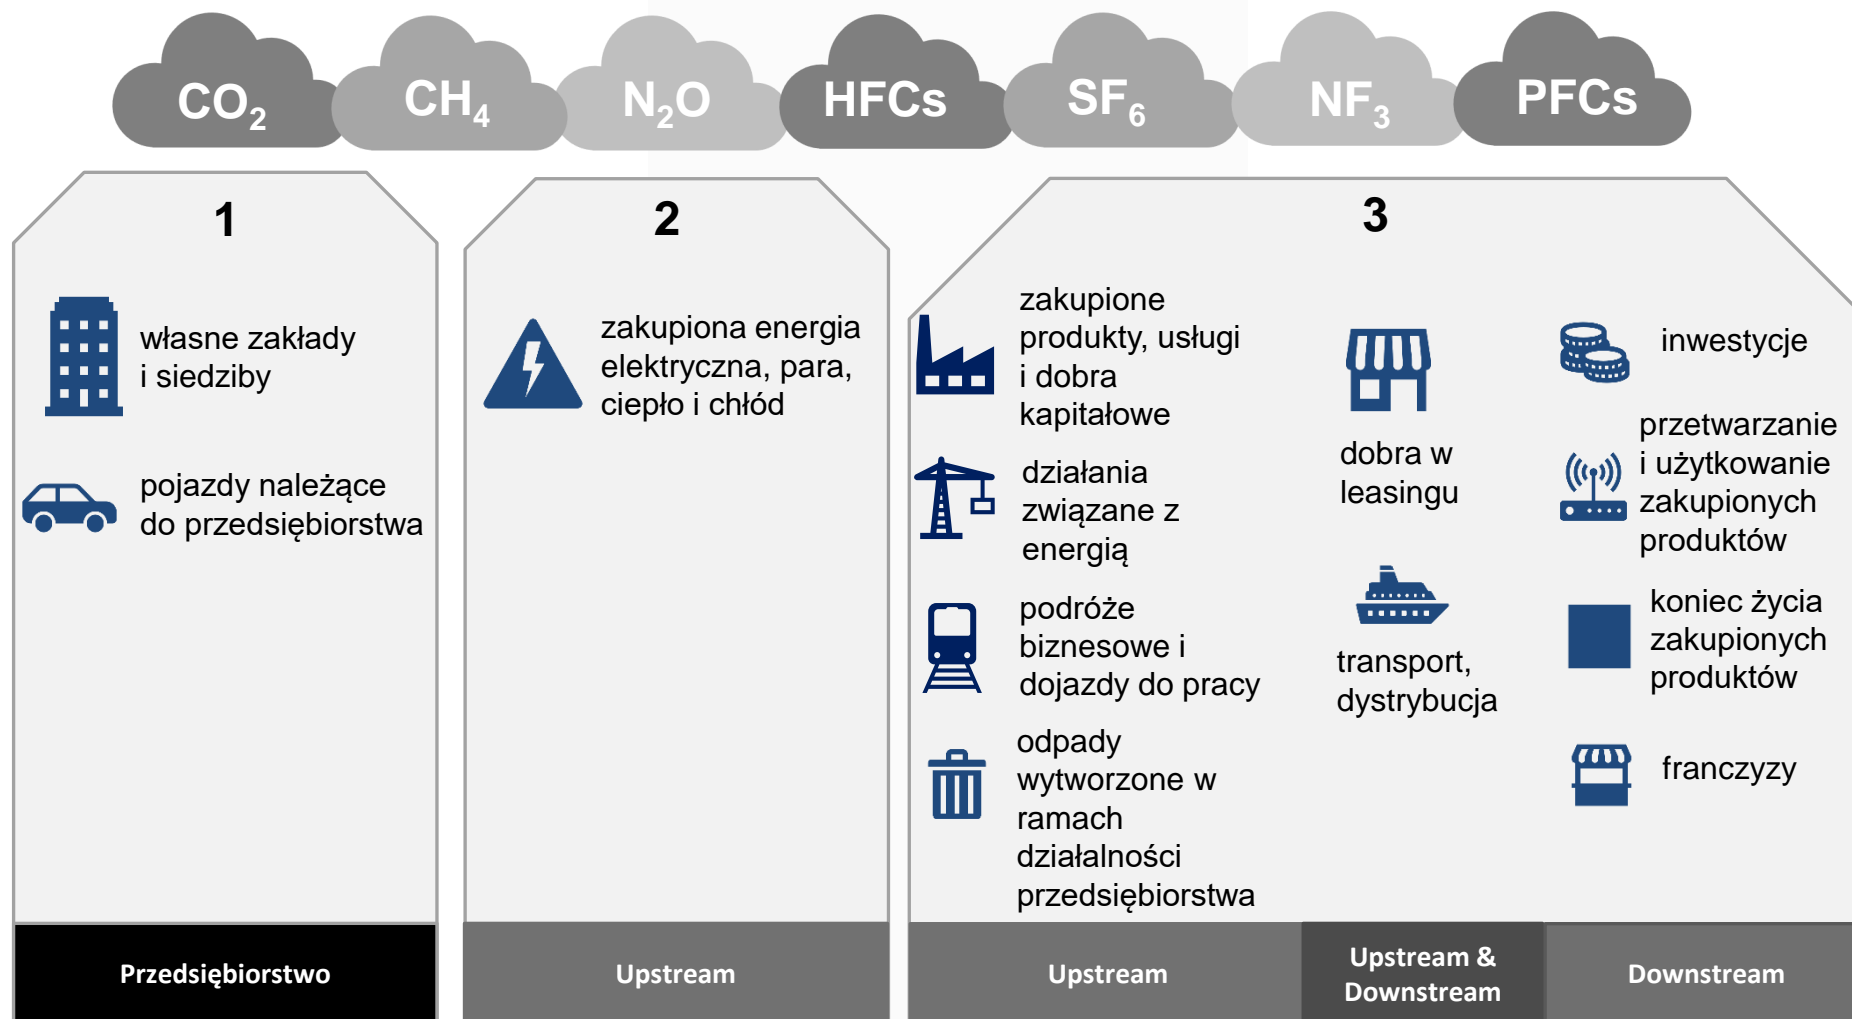 CO2
CH4
N2O
HFCs
SF6
NF3
PFCs
1
własne zakłady
i siedziby
pojazdy należące
do przedsiębiorstwa
Przedsiębiorstwo
2
zakupiona energia
elektryczna, para,
ciepło i chłód
Upstream
3
zakupione
produkty, usługi
i dobra
kapitałowe
działania
związane z
energią
podróże
biznesowe i
dojazdy do pracy
odpady
wytworzone w
ramach
działalności
przedsiębiorstwa
Upstream
dobra w
leasingu
transport,
dystrybucja
Upstream &
Downstream
inwestycje
przetwarzanie
i użytkowanie
zakupionych
produktów
koniec życia
zakupionych
produktów
franczyzy
Downstream